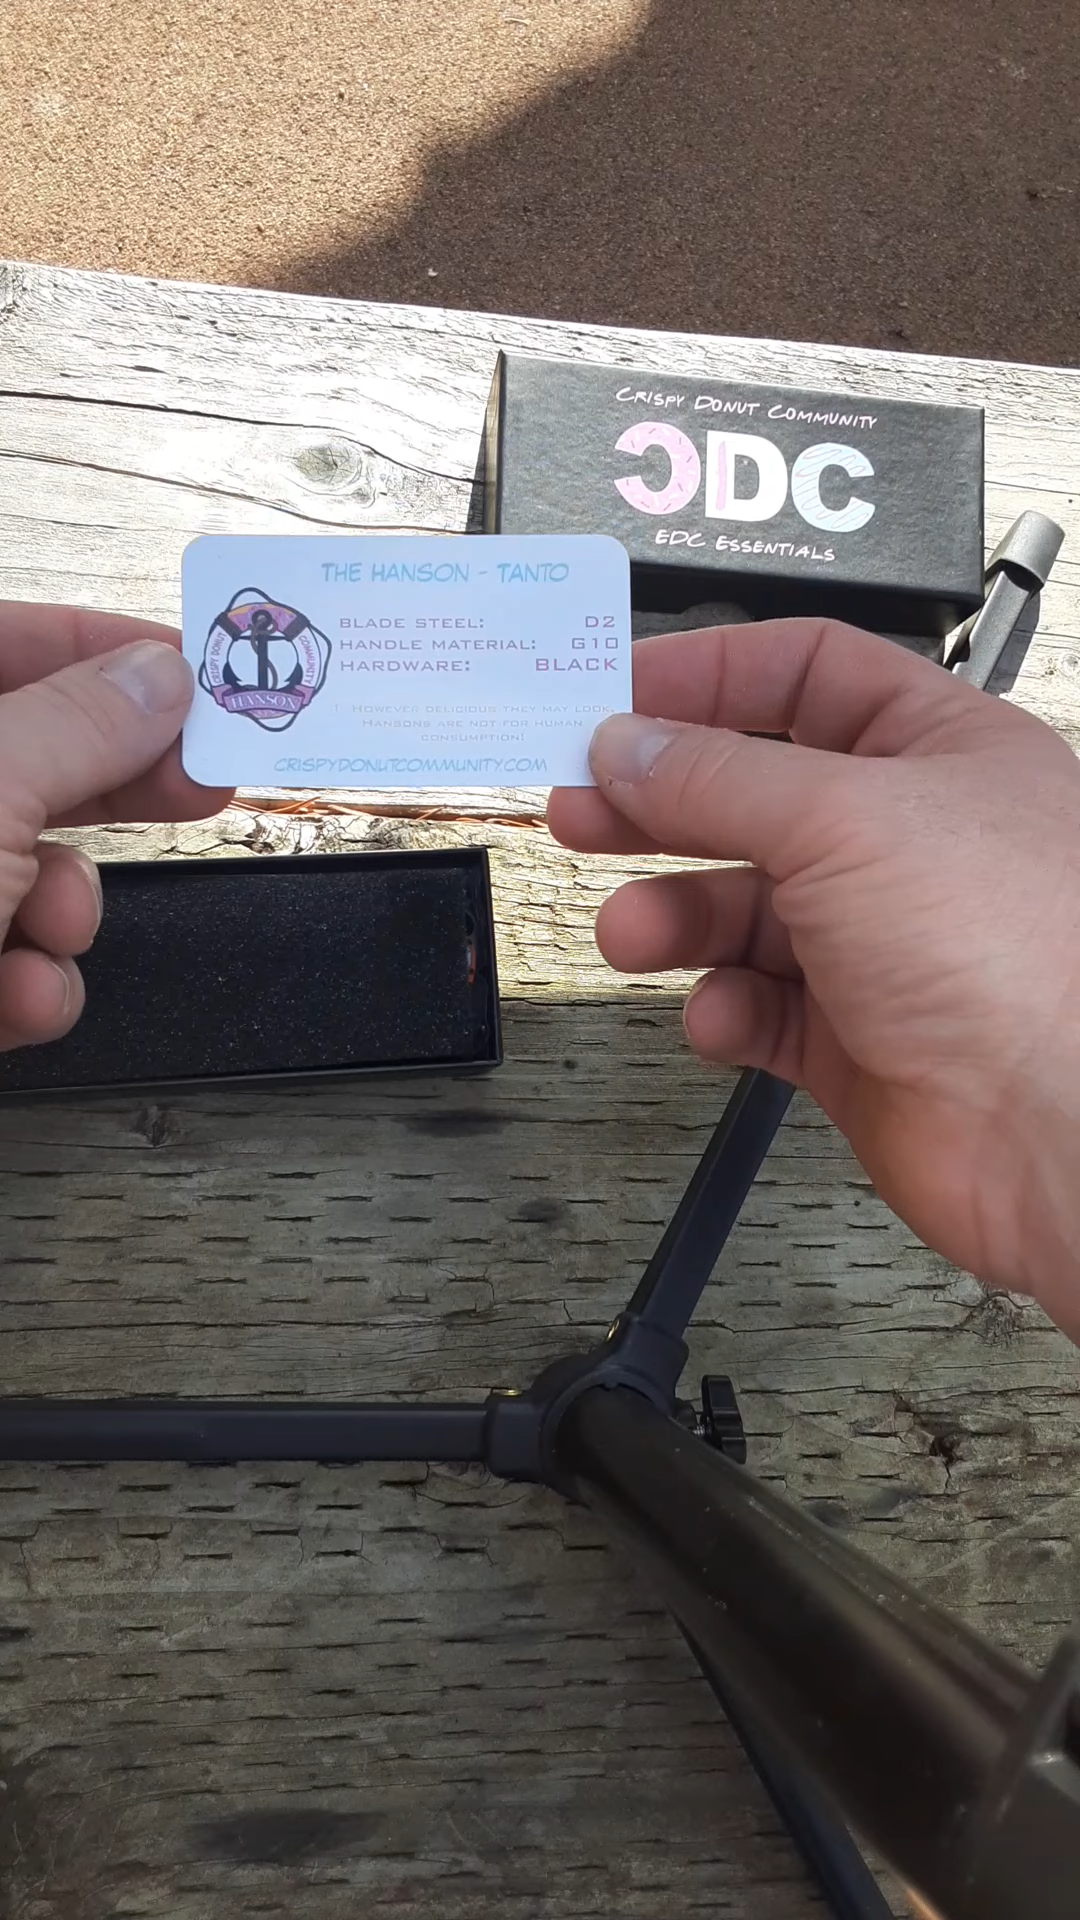 CRISPY DONUT COMMUNITY
CDC
EDC ESSENTIALS
THE HANSON - TANTO
BLADE STEEL: D2
HANDLE MATERIAL: G10
HARDWARE: BLACK
CRISPY DONUT COMMUNITY
HANSON
! HOWEVER DELICIOUS THEY MAY LOOK,
HANSONS ARE NOT FOR HUMAN
CONSUMPTION!
CRISPYDONUTCOMMUNITY.COM